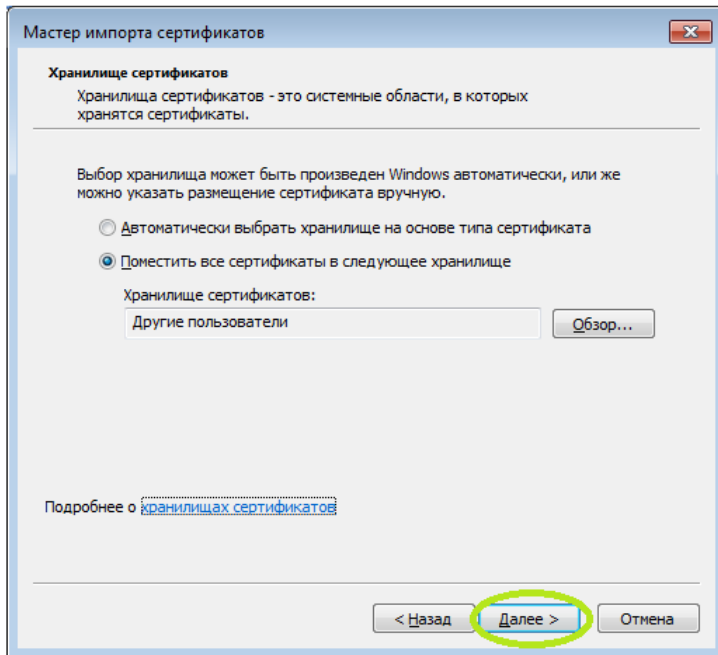 Мастер импорта сертификатов
Хранилище сертификатов
Хранилища сертификатов - это системные области, в которых
хранятся сертификаты.
Выбор хранилища может быть произведен Windows автоматически, или же
можно указать размещение сертификата вручную.
Автоматически выбрать хранилище на основе типа сертификата
Поместить все сертификаты в следующее хранилище
Хранилище сертификатов:
Другие пользователи
Обзор...
Подробнее о хранилищах сертификатов
< Назад
Далее >
Отмена